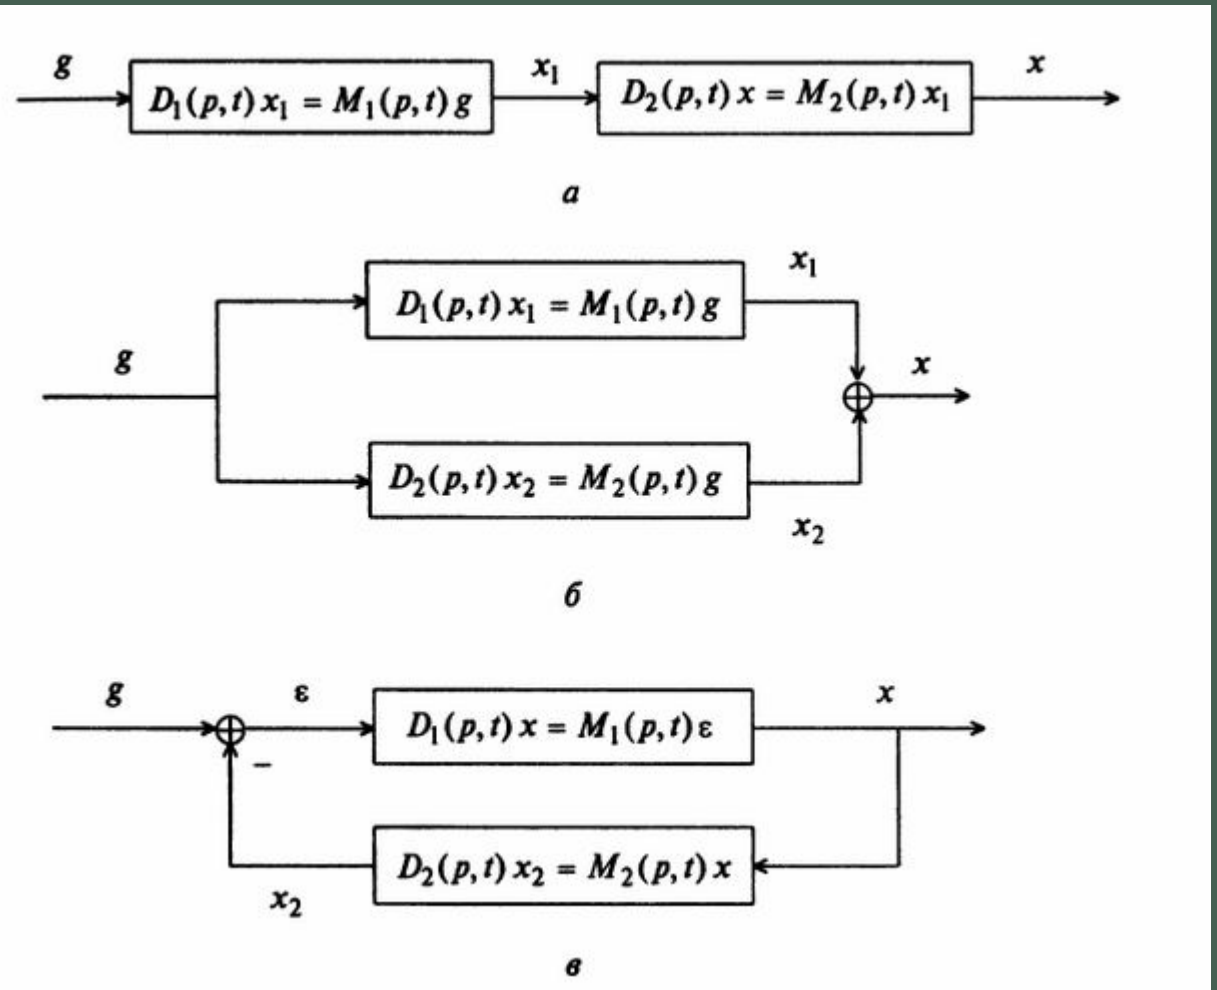 g
x₁
x
D₁(p,t) x₁ = M₁(p,t) g
D₂(p,t) x = M₂(p,t) x₁
а
x₁
D₁(p,t) x₁ = M₁(p,t) g
g
x
D₂(p,t) x₂ = M₂(p,t) g
x₂
б
g
ε
x
D₁(p,t) x = M₁(p,t) ε
−
D₂(p,t) x₂ = M₂(p,t) x
x₂
в